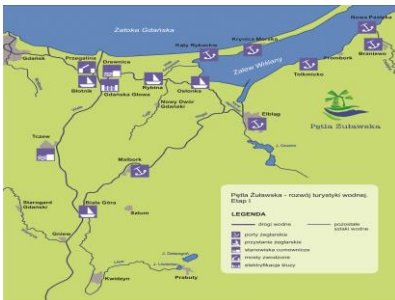 Zatoka Gdańska
Nowa Pasłęka
Krynica Morska
Kąty Rybackie
Braniewo
Gdańsk
Przegalina
Drewnica
Zalew Wiślany
Frombork
Tolkmicko
Rybina
Osłonka
Błotnik
Gdańska Głowa
Nowy Dwór
Gdański
Pętla Żuławska
Elbląg
Tczew
J. Drużno
Malbork
Pętla Żuławska - rozwój turystyki wodnej.
Etap I
Biała Góra
Starogard
Gdański
Sztum
LEGENDA
drogi wodne
pozostałe
szlaki wodne
Gniew
porty żeglarskie
przystanie żeglarskie
stanowiska cumownicze
mosty zwodzone
elektryfikacja śluzy
Kwidzyn
Prabuty